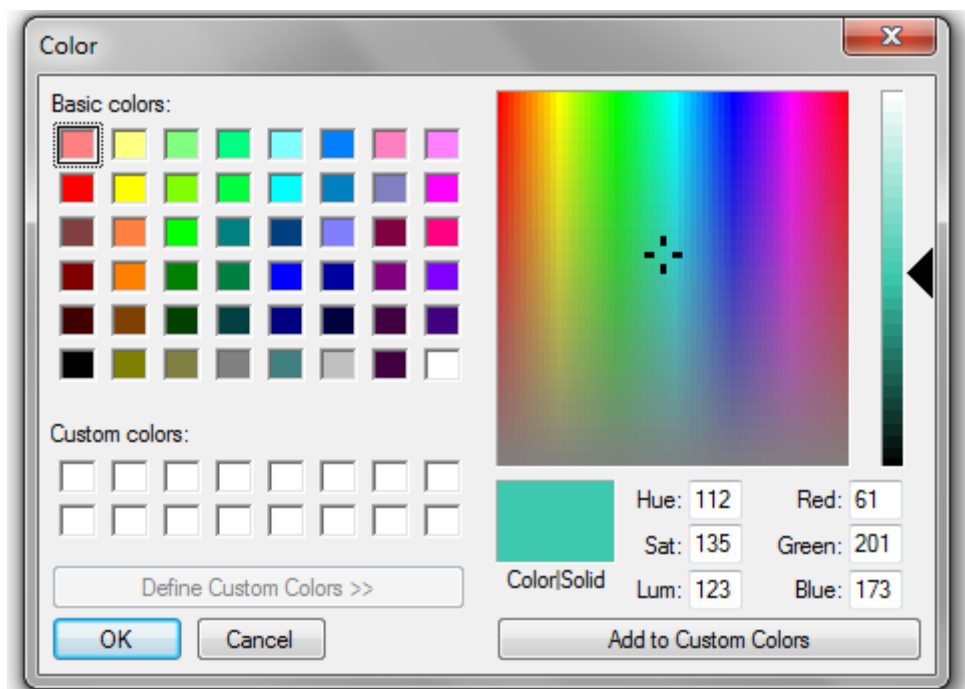 Color
Basic colors:
Custom colors:
Define Custom Colors >>
OK Cancel
Color|Solid
Hue: 112 Red: 61
Sat: 135 Green: 201
Lum: 123 Blue: 173
Add to Custom Colors